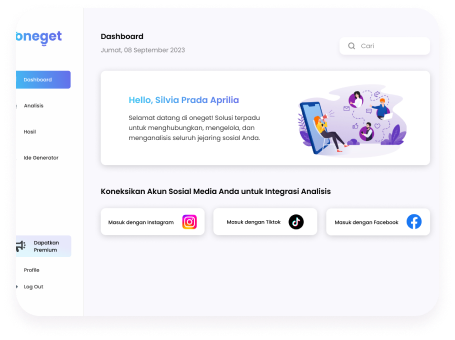 oneget
Dashboard
Analisis
Hasil
Ide Generator
Dapatkan
Premium
Profile
Log Out
Dashboard
Jumat, 08 September 2023
Cari
Hello, Silvia Prada Aprilia
Selamat datang di oneget! Solusi terpadu
untuk menghubungkan, mengelola, dan
menganalisis seluruh jejaring sosial Anda.
Koneksikan Akun Sosial Media Anda untuk Integrasi Analisis
Masuk dengan Instagram
Masuk dengan Tiktok
Masuk dengan Facebook